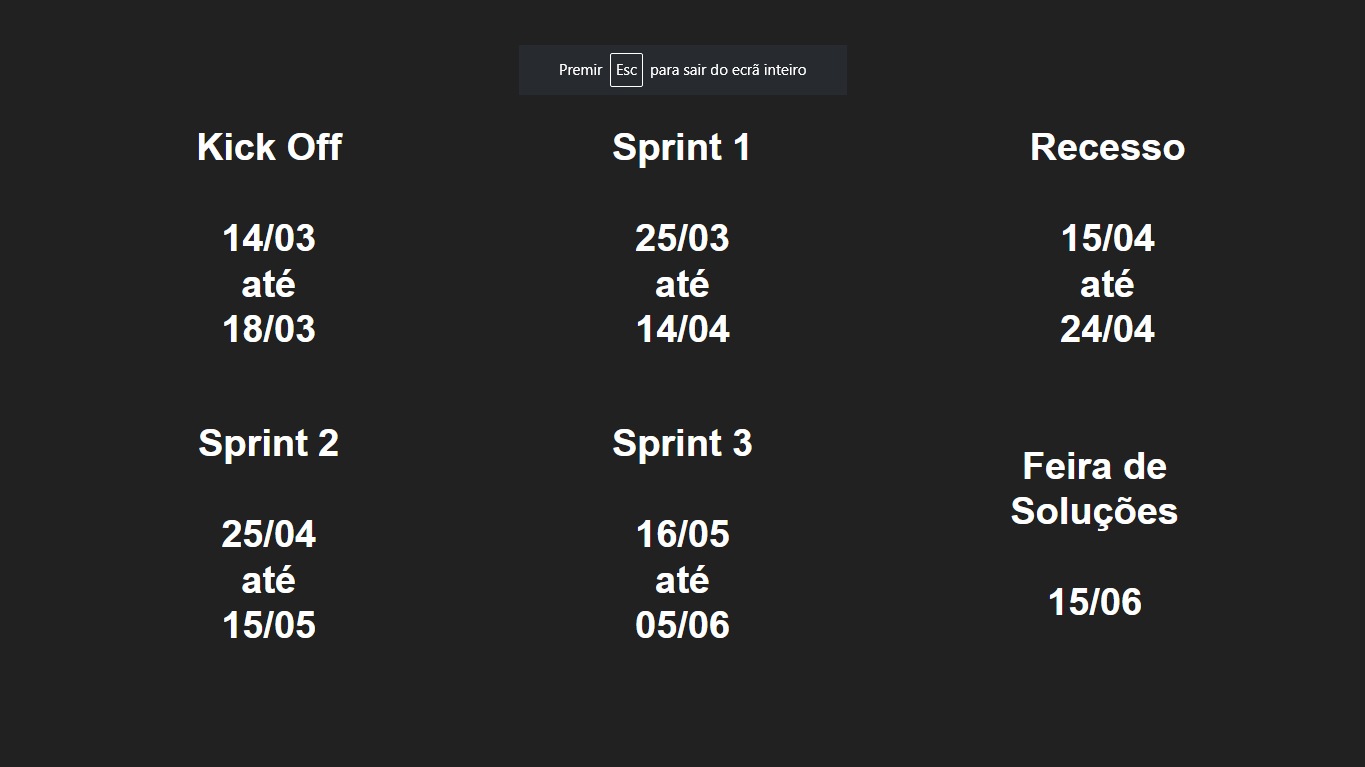 Premir Esc para sair do ecrã inteiro
Kick Off
14/03
até
18/03
Sprint 1
25/03
até
14/04
Recesso
15/04
até
24/04
Sprint 2
25/04
até
15/05
Sprint 3
16/05
até
05/06
Feira de
Soluções
15/06